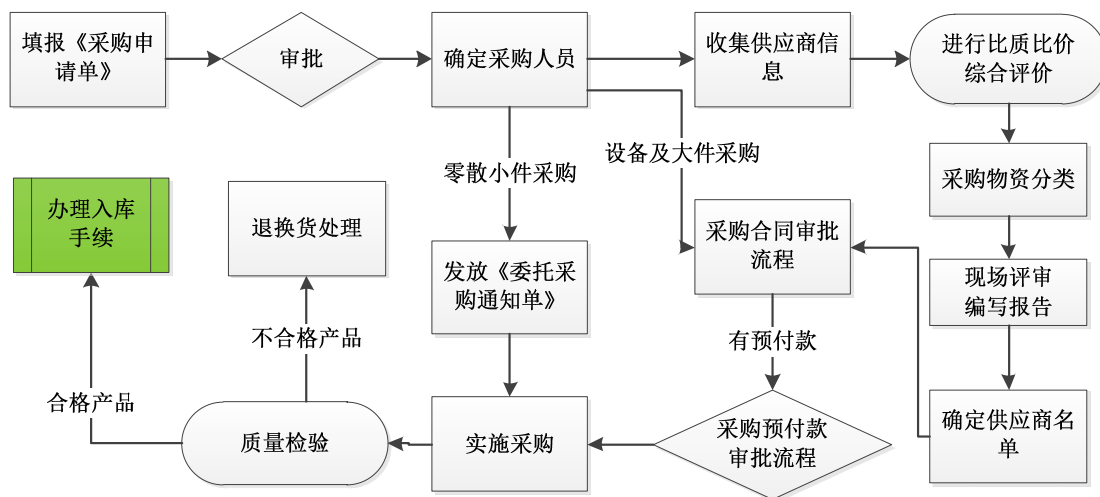 填报《采购申
请单》
审批
确定采购人员
收集供应商信
息
进行比质比价
综合评价
零散小件采购
设备及大件采购
采购物资分类
办理入库
手续
退换货处理
发放《委托采
购通知单》
采购合同审批
流程
现场评审
编写报告
不合格产品
有预付款
合格产品
质量检验
实施采购
采购预付款
审批流程
确定供应商名
单